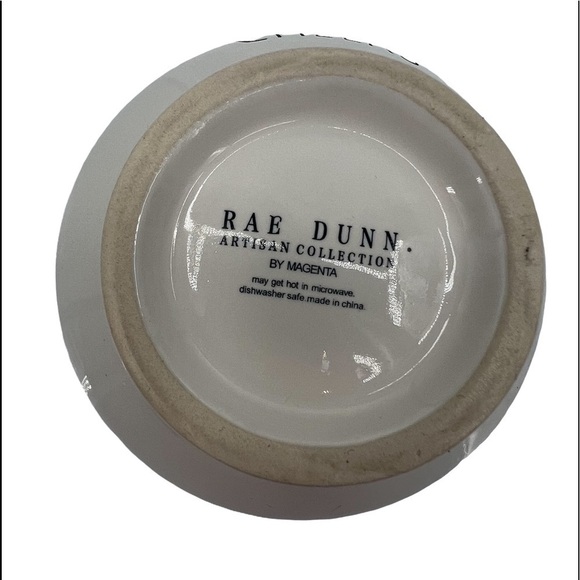 RAE DUNN.
ARTISAN COLLECTION
BY MAGENTA
may get hot in microwave.
dishwasher safe.made in china.